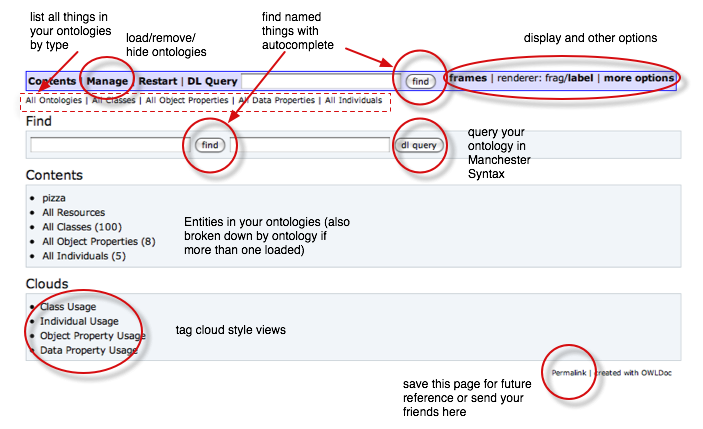 list all things in
your ontologies
by type
load/remove/
hide ontologies
find named
things with
autocomplete
display and other options
Contents | Manage | Restart | DL Query find frames | renderer: frag/label | more options
All Ontologies | All Classes | All Object Properties | All Data Properties | All Individuals
Find
find dl query
query your
ontology in
Manchester
Syntax
Contents
• pizza
• All Resources
• All Classes (100)
• All Object Properties (8)
• All Individuals (5)
Entities in your ontologies (also
broken down by ontology if
more than one loaded)
Clouds
• Class Usage
• Individual Usage
• Object Property Usage
• Data Property Usage
tag cloud style views
Permalink | created with OWLDoc
save this page for future
reference or send your
friends here